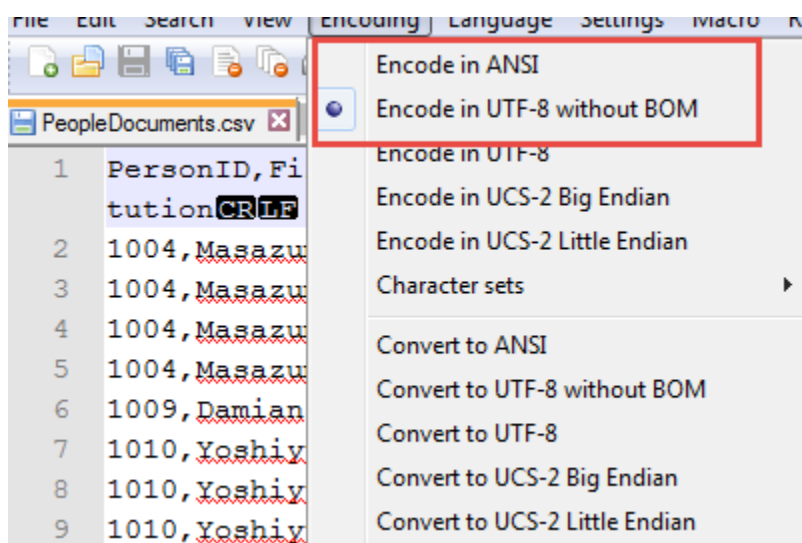 File Edit Search View Encoding Language Settings Macro R
PeopleDocuments.csv
1 PersonID,Fi
tutionCRLF
2 1004,Masazu
3 1004,Masazu
4 1004,Masazu
5 1004,Masazu
6 1009,Damian
7 1010,Yoshiy
8 1010,Yoshiy
9 1010,Yoshiy
Encode in ANSI
Encode in UTF-8 without BOM
Encode in UTF-8
Encode in UCS-2 Big Endian
Encode in UCS-2 Little Endian
Character sets
Convert to ANSI
Convert to UTF-8 without BOM
Convert to UTF-8
Convert to UCS-2 Big Endian
Convert to UCS-2 Little Endian